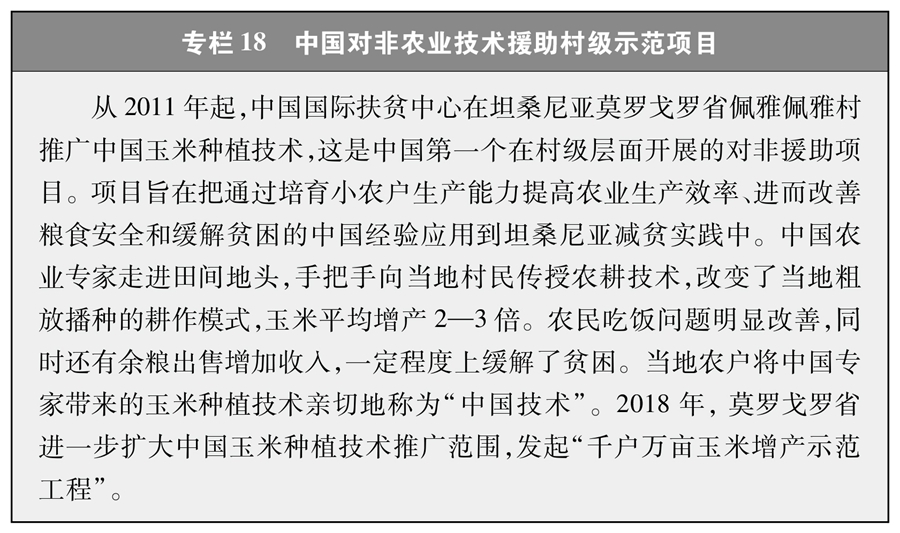 专栏 18 中国对非农业技术援助村级示范项目
从 2011 年起,中国国际扶贫中心在坦桑尼亚莫罗戈罗省佩雅佩雅村
推广中国玉米种植技术,这是中国第一个在村级层面开展的对非援助项
目。项目旨在把通过培育小农户生产能力提高农业生产效率、进而改善
粮食安全和缓解贫困的中国经验应用到坦桑尼亚减贫实践中。中国农
业专家走进田间地头,手把手向当地村民传授农耕技术,改变了当地粗
放播种的耕作模式,玉米平均增产 2—3 倍。农民吃饭问题明显改善,同
时还有余粮出售增加收入,一定程度上缓解了贫困。当地农户将中国专
家带来的玉米种植技术亲切地称为“中国技术”。2018 年, 莫罗戈罗省
进一步扩大中国玉米种植技术推广范围,发起“千户万亩玉米增产示范
工程”。